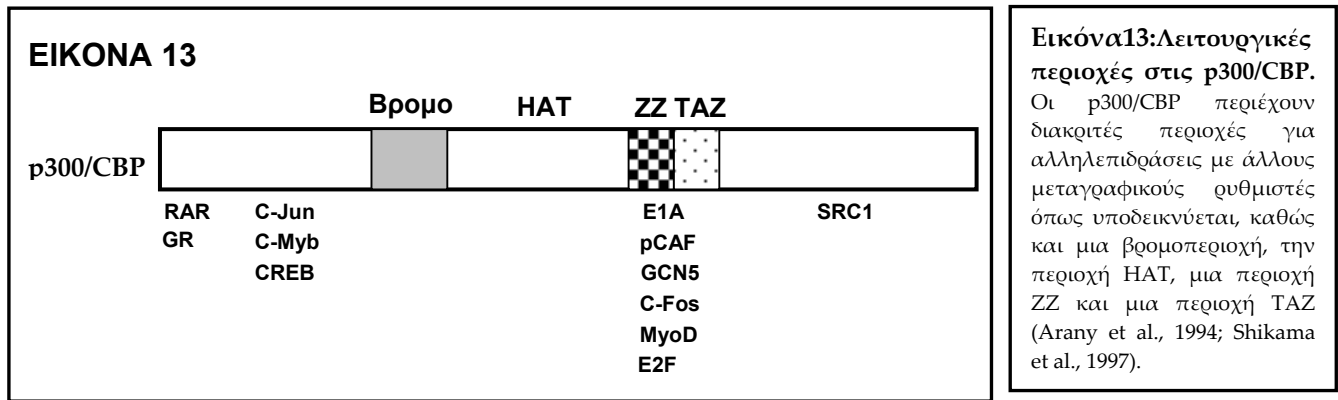 ΕΙΚΟΝΑ 13
Βρομο HAT ZZ TAZ
p300/CBP
RAR C-Jun E1A SRC1
GR C-Myb pCAF
CREB GCN5
C-Fos
MyoD
E2F
Εικόνα13:Λειτουργικές
περιοχές στις p300/CBP.
Οι p300/CBP περιέχουν
διακριτές περιοχές για
αλληλεπιδράσεις με άλλους
μεταγραφικούς ρυθμιστές
όπως υποδεικνύεται, καθώς
και μια βρομοπεριοχή, την
περιοχή HAT, μια περιοχή
ZZ και μια περιοχή TAZ
(Arany et al., 1994; Shikama
et al., 1997).